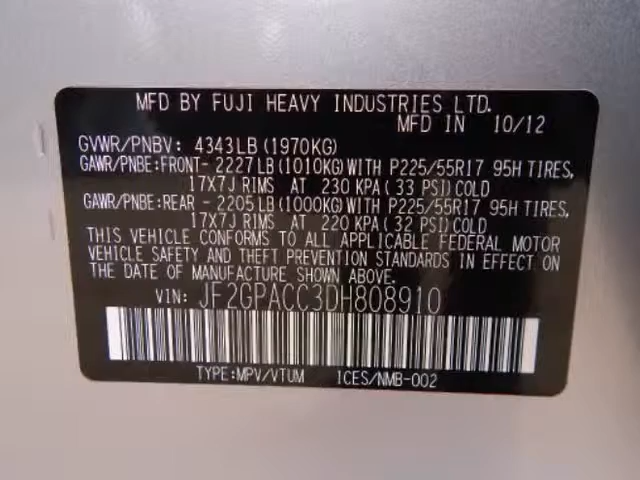 MFD BY FUJI HEAVY INDUSTRIES LTD.
MFD IN 10/12
GVWR/PNBV: 4343LB (1970KG)
GAWR/PNBE:FRONT- 2227LB(1010KG)WITH P225/55R17 95H TIRES,
17X7J RIMS AT 230 KPA( 33 PSI)COLD
GAWR/PNBE:REAR - 2205LB(1000KG)WITH P225/55R17 95H TIRES,
17X7J RIMS AT 220 KPA( 32 PSI)COLD
THIS VEHICLE CONFORMS TO ALL APPLICABLE FEDERAL MOTOR
VEHICLE SAFETY AND THEFT PREVENTION STANDARDS IN EFFECT ON
THE DATE OF MANUFACTURE SHOWN ABOVE.
VIN: JF2GPACC3DH808910
TYPE:MPV/VTUM ICES/NMB-002